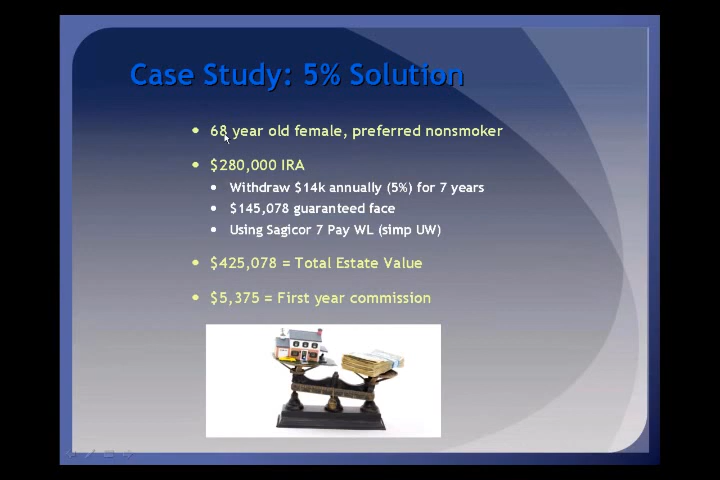 Case Study: 5% Solution
68 year old female, preferred nonsmoker
$280,000 IRA
Withdraw $14k annually (5%) for 7 years
$145,078 guaranteed face
Using Sagicor 7 Pay WL (simp UW)
$425,078 = Total Estate Value
$5,375 = First year commission